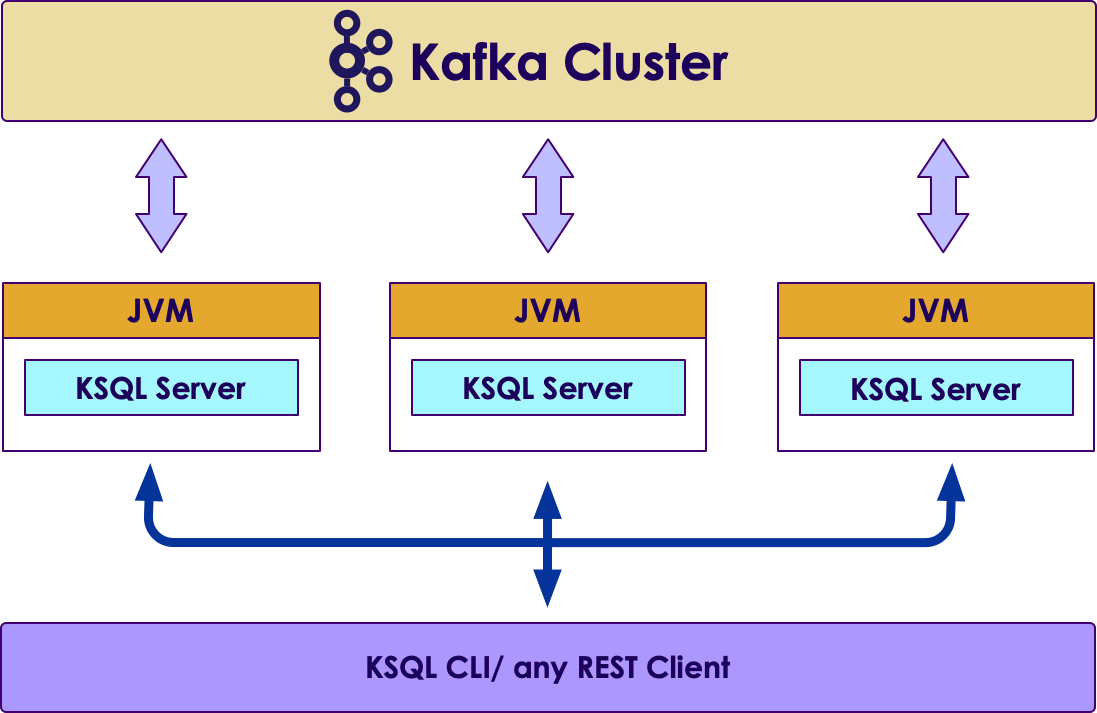 Kafka Cluster
JVM
JVM
JVM
KSQL Server
KSQL Server
KSQL Server
KSQL CLI/ any REST Client